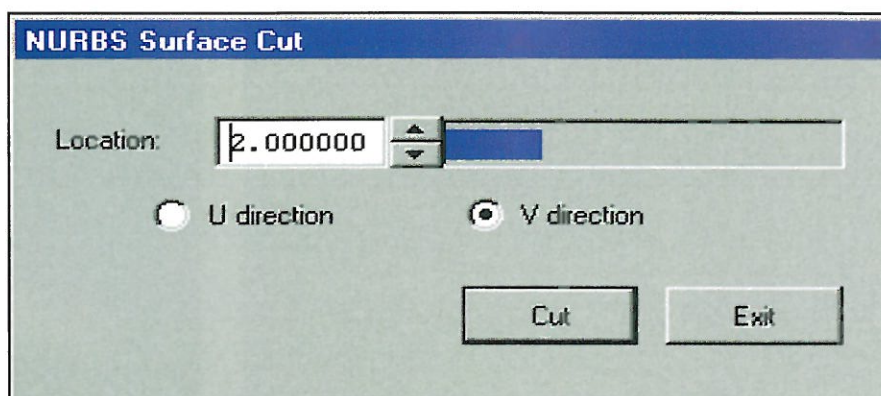 NURBS Surface Cut
Location: 2.000000
U direction V direction
Cut Exit